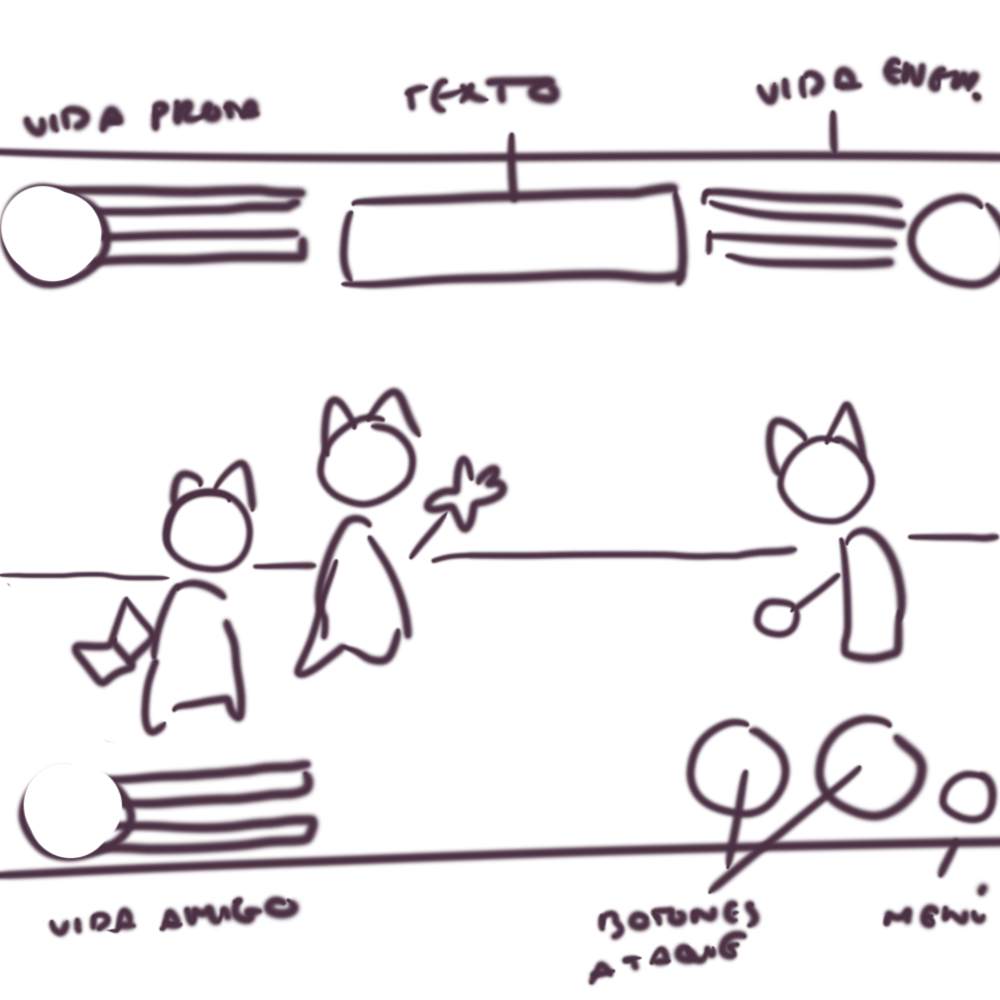 VIDA PROTA
TEXTO
VIDA ENEM.
VIDA AMIGO
BOTONES
ATAQUE
MENÚ